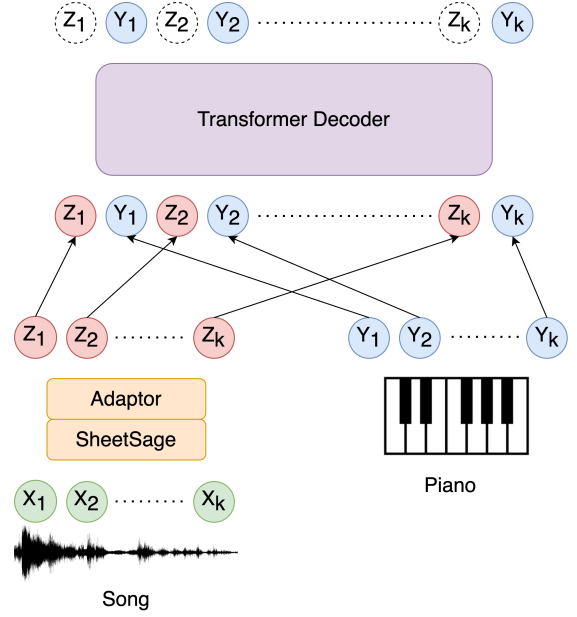 Z1 Y1 Z2 Y2 Zk Yk
Transformer Decoder
Z1 Y1 Z2 Y2 Zk Yk
Z1 Z2 Zk Y1 Y2 Yk
Adaptor
SheetSage
Piano
X1 X2 Xk
Song